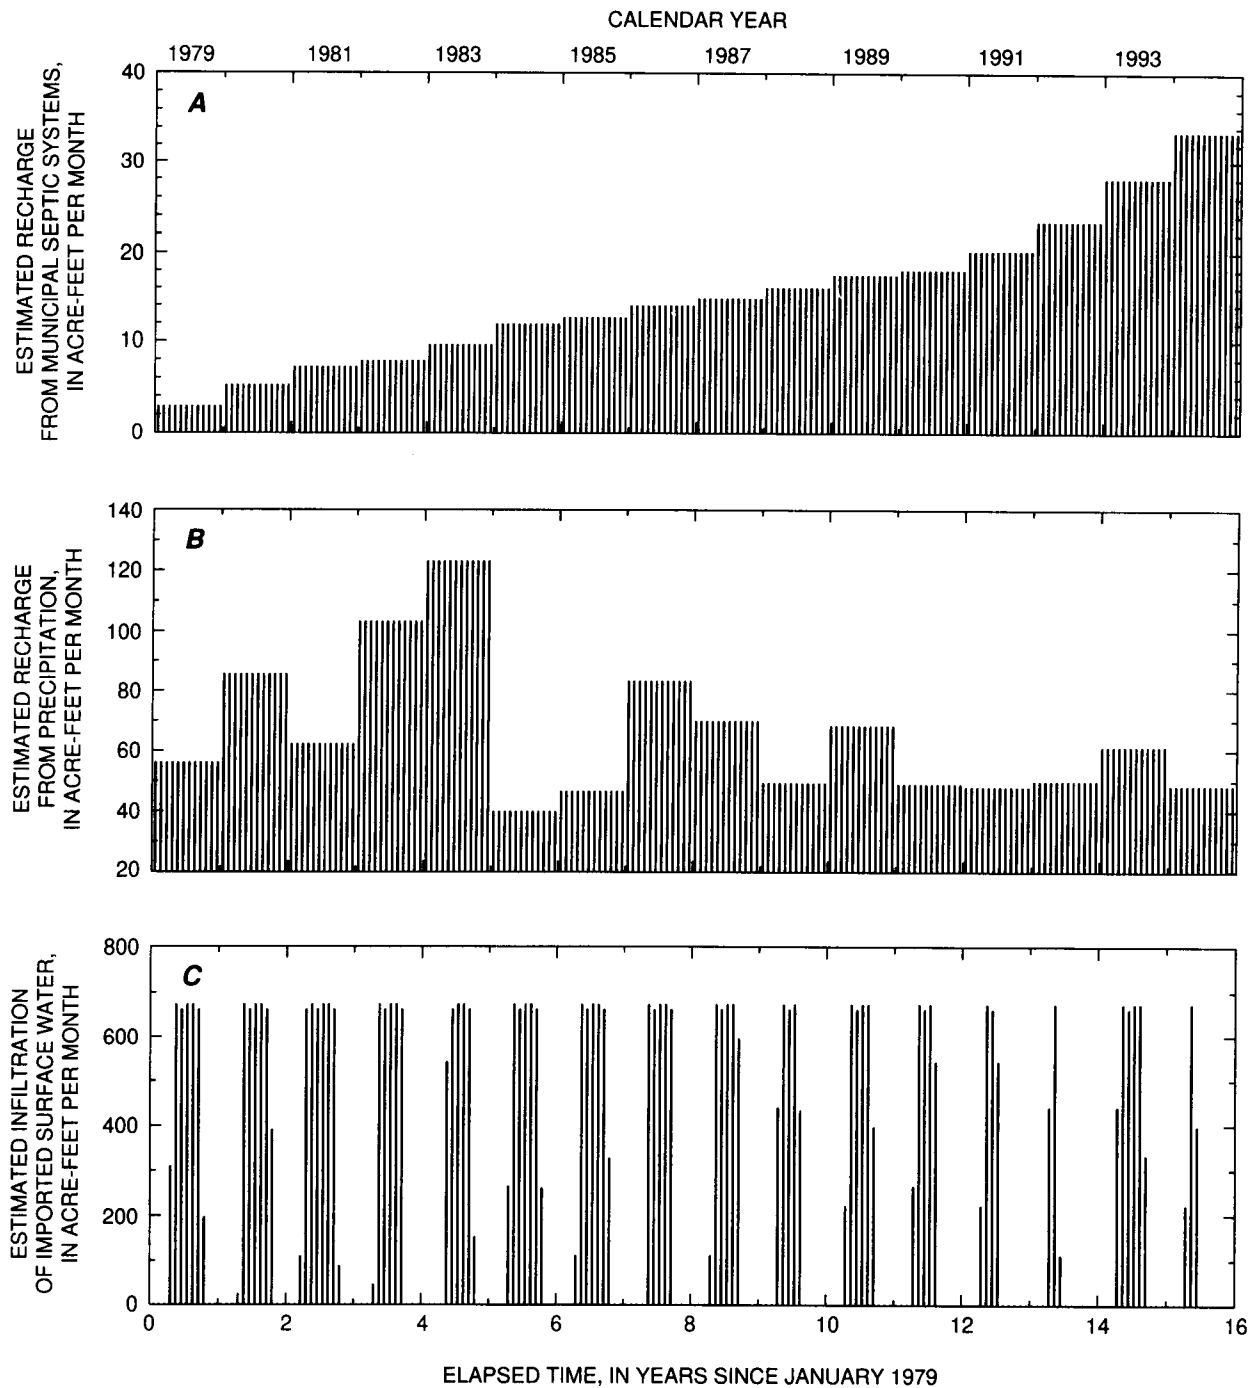 CALENDAR YEAR
1979 1981 1983 1985 1987 1989 1991 1993
A
ESTIMATED RECHARGE
FROM MUNICIPAL SEPTIC SYSTEMS,
IN ACRE-FEET PER MONTH
40
30
20
10
0
B
ESTIMATED RECHARGE
FROM PRECIPITATION,
IN ACRE-FEET PER MONTH
140
120
100
80
60
40
20
C
ESTIMATED INFILTRATION
OF IMPORTED SURFACE WATER,
IN ACRE-FEET PER MONTH
800
600
400
200
0
0 2 4 6 8 10 12 14 16
ELAPSED TIME, IN YEARS SINCE JANUARY 1979